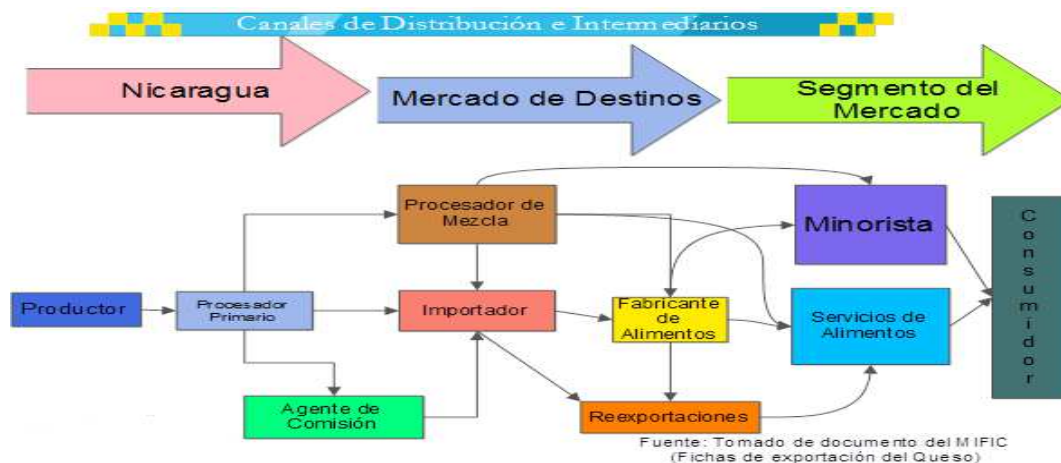 Canales de Distribución e Intermediarios
Nicaragua
Mercado de Destinos
Segmento del
Mercado
Procesador de
Mezcla
Minorista
Consumídor
Productor
Procesador
Primario
Importador
Fabricante
de
Alimentos
Servicios de
Alimentos
Agente de
Comisión
Reexportaciones
Fuente: Tomado de documento del MIFIC
(Fichas de exportación del Queso)